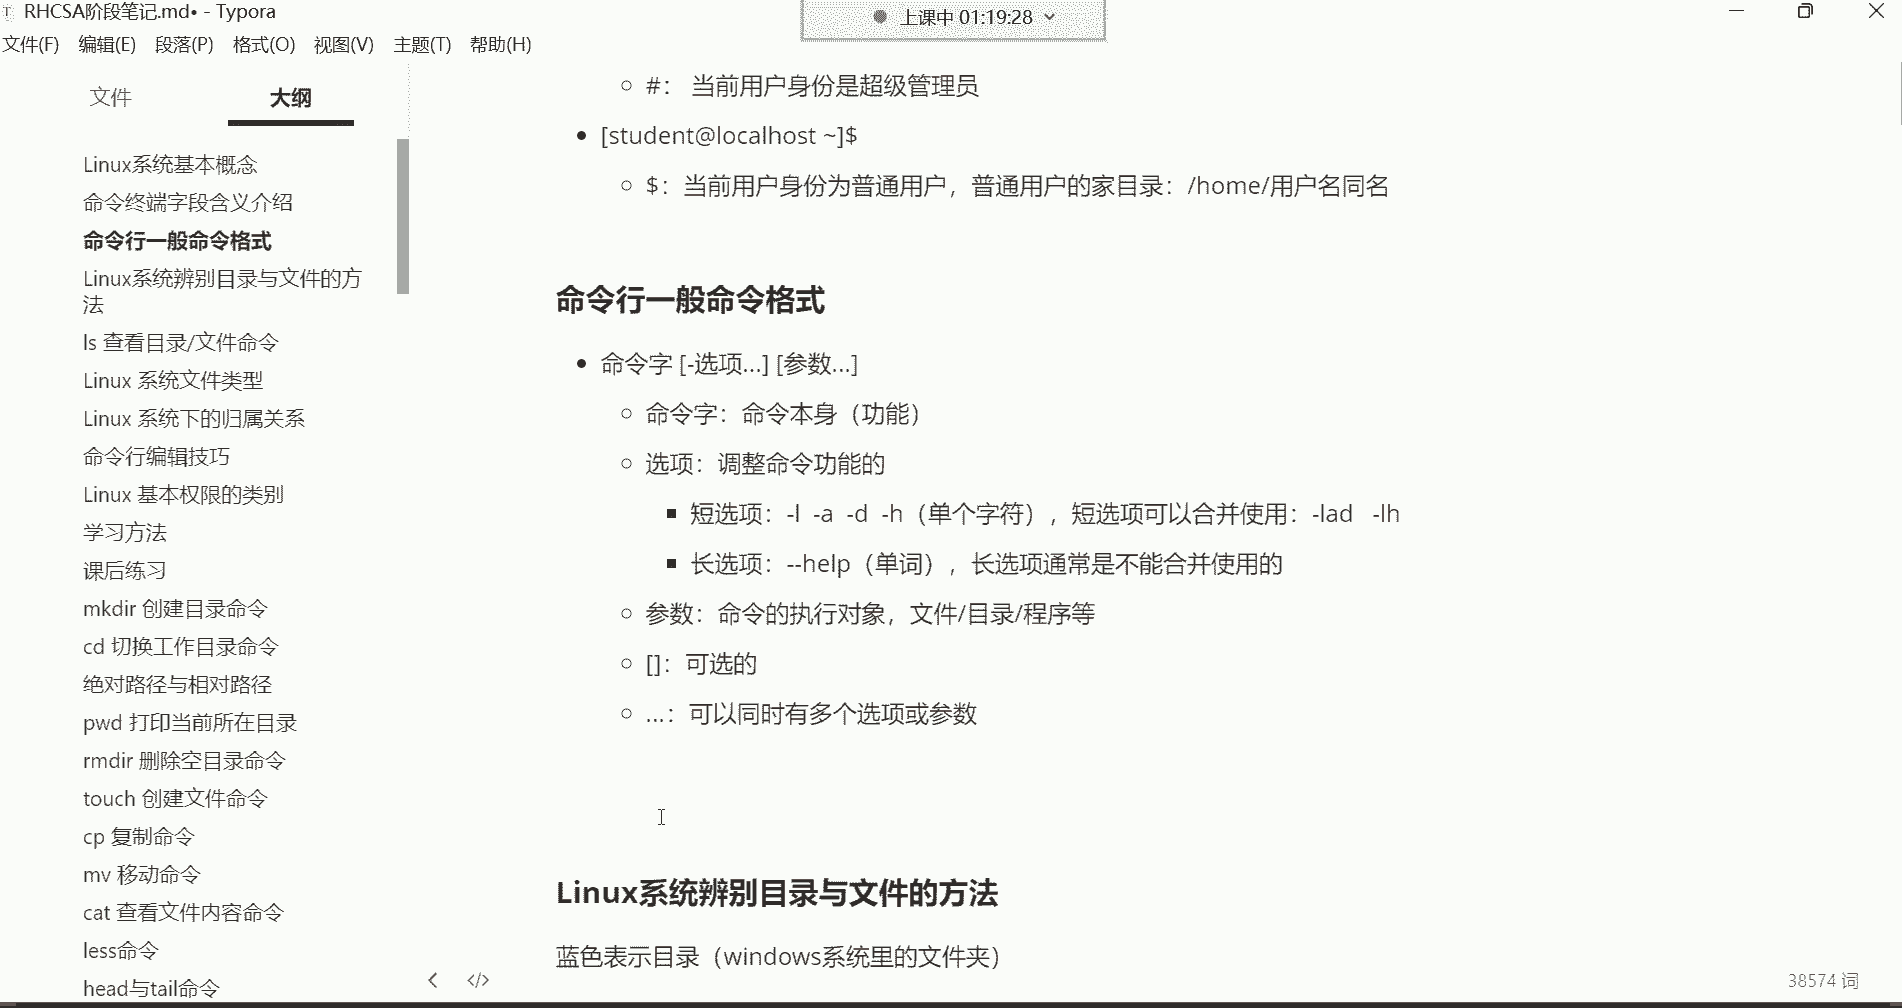 RHCSA阶段笔记.md• - Typora
上课中 01:19:28
文件(F) 编辑(E) 段落(P) 格式(O) 视图(V) 主题(T) 帮助(H)
文件 大纲
Linux系统基本概念
命令终端字段含义介绍
命令行一般命令格式
Linux系统辨别目录与文件的方
法
ls 查看目录/文件命令
Linux 系统文件类型
Linux 系统下的归属关系
命令行编辑技巧
Linux 基本权限的类别
学习方法
课后练习
mkdir 创建目录命令
cd 切换工作目录命令
绝对路径与相对路径
pwd 打印当前所在目录
rmdir 删除空目录命令
touch 创建文件命令
cp 复制命令
mv 移动命令
cat 查看文件内容命令
less命令
head与tail命令
#： 当前用户身份是超级管理员
[student@localhost ~]$
$：当前用户身份为普通用户，普通用户的家目录：/home/用户名同名
命令行一般命令格式
命令字 [-选项...] [参数...]
命令字：命令本身（功能）
选项：调整命令功能的
短选项：-l -a -d -h（单个字符），短选项可以合并使用：-lad -lh
长选项：--help（单词），长选项通常是不能合并使用的
参数：命令的执行对象，文件/目录/程序等
[]：可选的
...：可以同时有多个选项或参数
Linux系统辨别目录与文件的方法
蓝色表示目录（windows系统里的文件夹）
38574 词